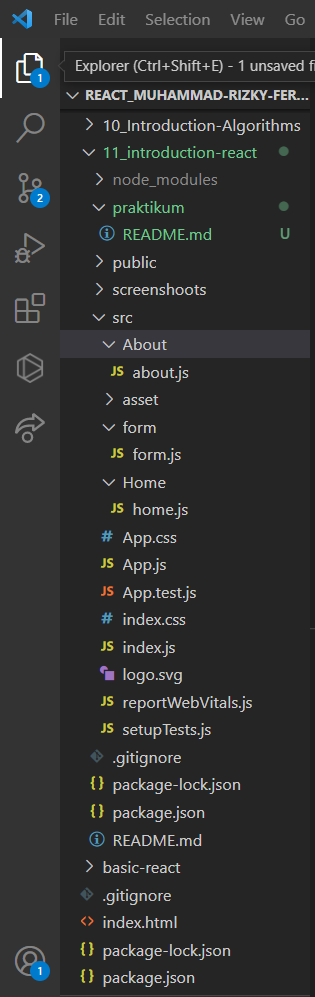 File Edit Selection View Go
1
Explorer (Ctrl+Shift+E) - 1 unsaved f
REACT_MUHAMMAD-RIZKY-FER...
10_Introduction-Algorithms
11_introduction-react
node_modules
2
praktikum
README.md U
public
screenshoots
src
About
JS about.js
asset
form
JS form.js
Home
JS home.js
# App.css
JS App.js
JS App.test.js
# index.css
JS index.js
logo.svg
JS reportWebVitals.js
JS setupTests.js
.gitignore
{} package-lock.json
{} package.json
README.md
basic-react
.gitignore
<> index.html
{} package-lock.json
1
{} package.json